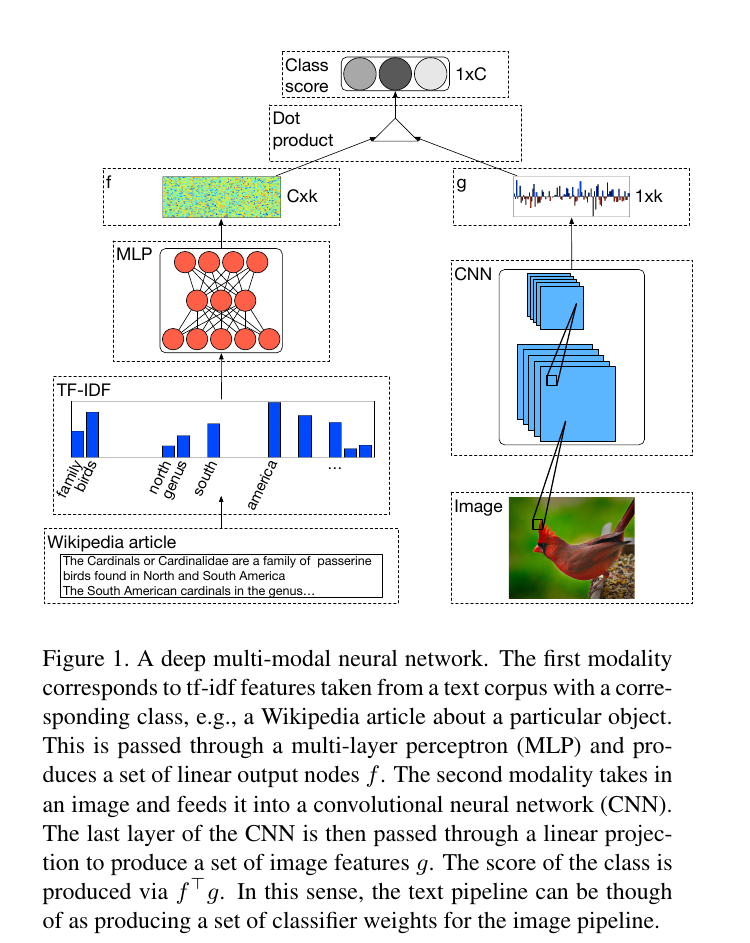 Class
score
1xC
Dot
product
f
Cxk
g
1xk
MLP
CNN
TF-IDF
family
birds
north
genus
south
america
...
Image
Wikipedia article
The Cardinals or Cardinalidae are a family of passerine
birds found in North and South America
The South American cardinals in the genus…
Figure 1. A deep multi-modal neural network. The first modality
corresponds to tf-idf features taken from a text corpus with a corre-
sponding class, e.g., a Wikipedia article about a particular object.
This is passed through a multi-layer perceptron (MLP) and pro-
duces a set of linear output nodes f. The second modality takes in
an image and feeds it into a convolutional neural network (CNN).
The last layer of the CNN is then passed through a linear projec-
tion to produce a set of image features g. The score of the class is
produced via f⊤g. In this sense, the text pipeline can be though
of as producing a set of classifier weights for the image pipeline.